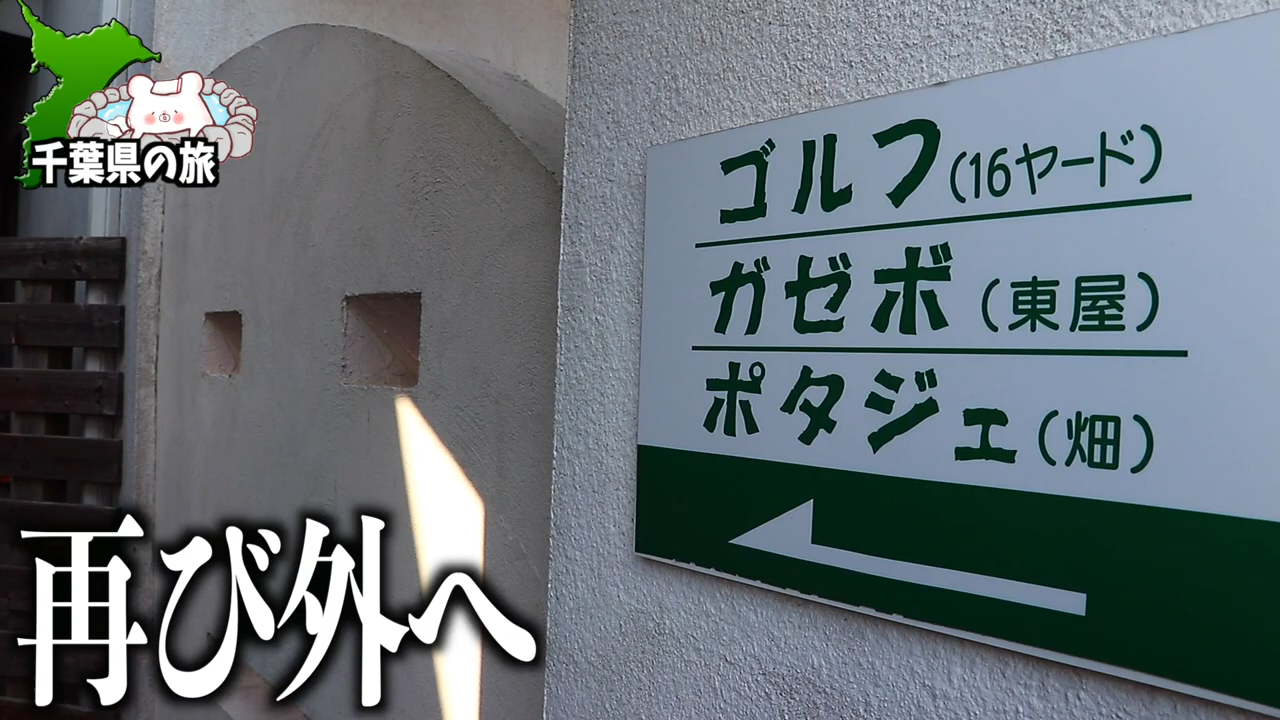 千葉県の旅
ゴルフ(16ヤード)
ガゼボ(東屋)
ポタジェ(畑)
再び外へ